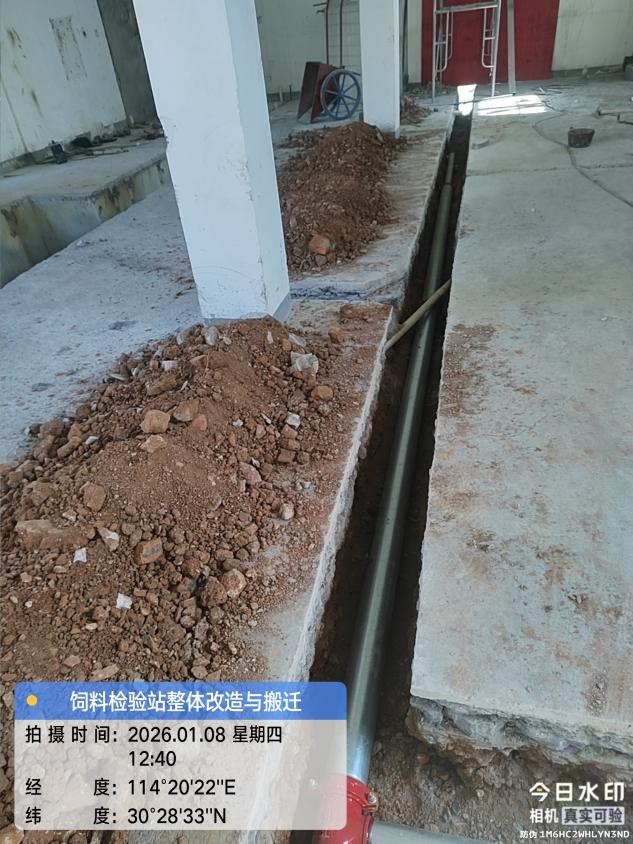 饲料检验站整体改造与搬迁
拍摄时间：2026.01.08 星期四
12:40
经度：114°20'22"E
纬度：30°28'33"N
今日水印
相机 真实可验
防伪 1M6HC2WHLYN3ND